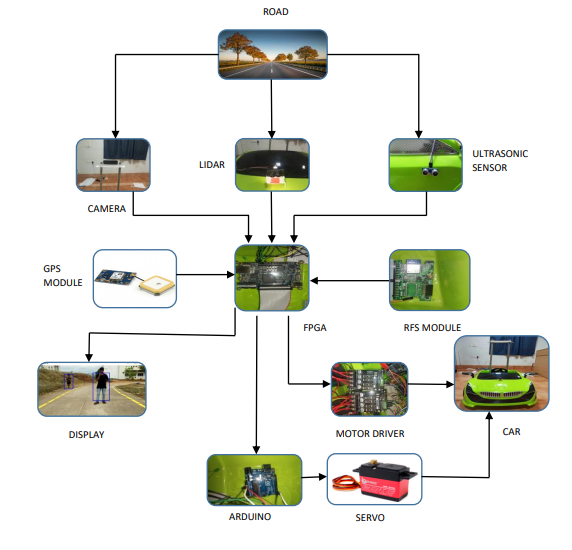 ROAD
LIDAR
ULTRASONIC
SENSOR
CAMERA
GPS
MODULE
FPGA
RFS MODULE
DISPLAY
MOTOR DRIVER
CAR
ARDUINO
SERVO